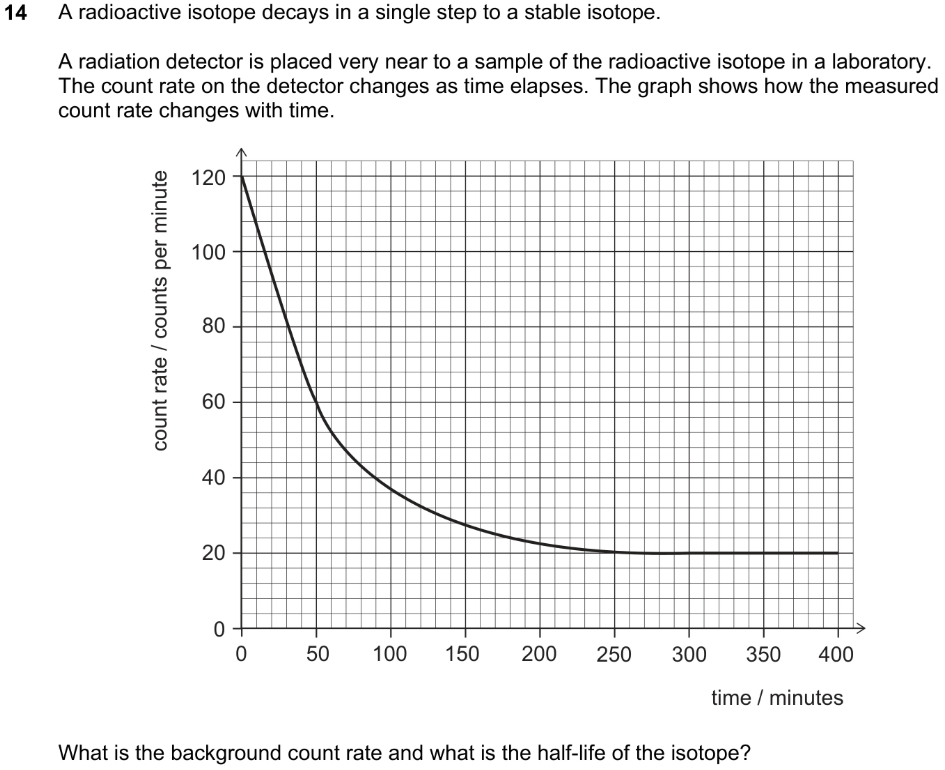 14 A radioactive isotope decays in a single step to a stable isotope.
A radiation detector is placed very near to a sample of the radioactive isotope in a laboratory.
The count rate on the detector changes as time elapses. The graph shows how the measured
count rate changes with time.
count rate / counts per minute
120
100
80
60
40
20
0
0 50 100 150 200 250 300 350 400
time / minutes
What is the background count rate and what is the half-life of the isotope?